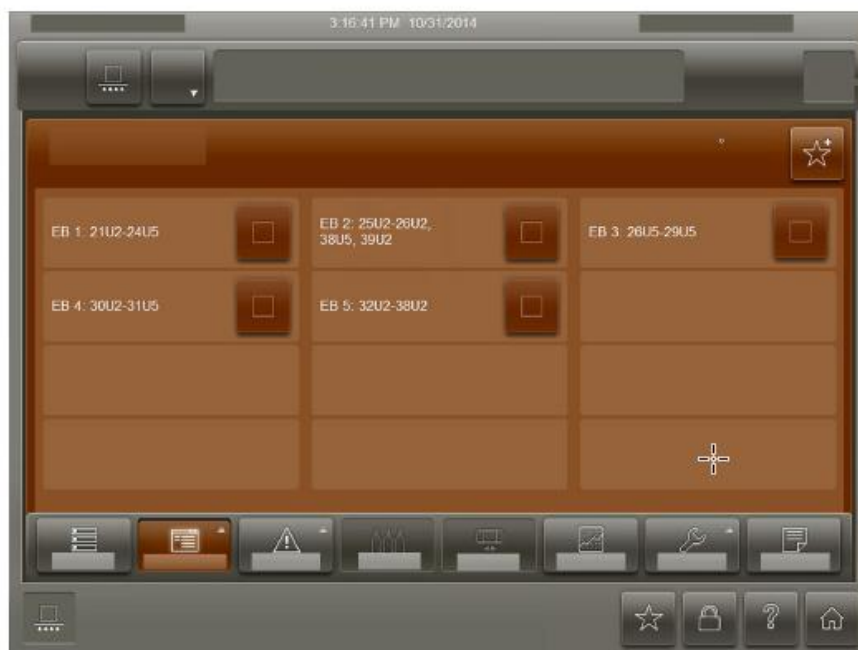 3:16:41 PM 10/31/2014
EB 1: 21U2-24U5
EB 2: 25U2-26U2,
38U5, 39U2
EB 3: 26U5-29U5
EB 4: 30U2-31U5
EB 5: 32U2-38U2